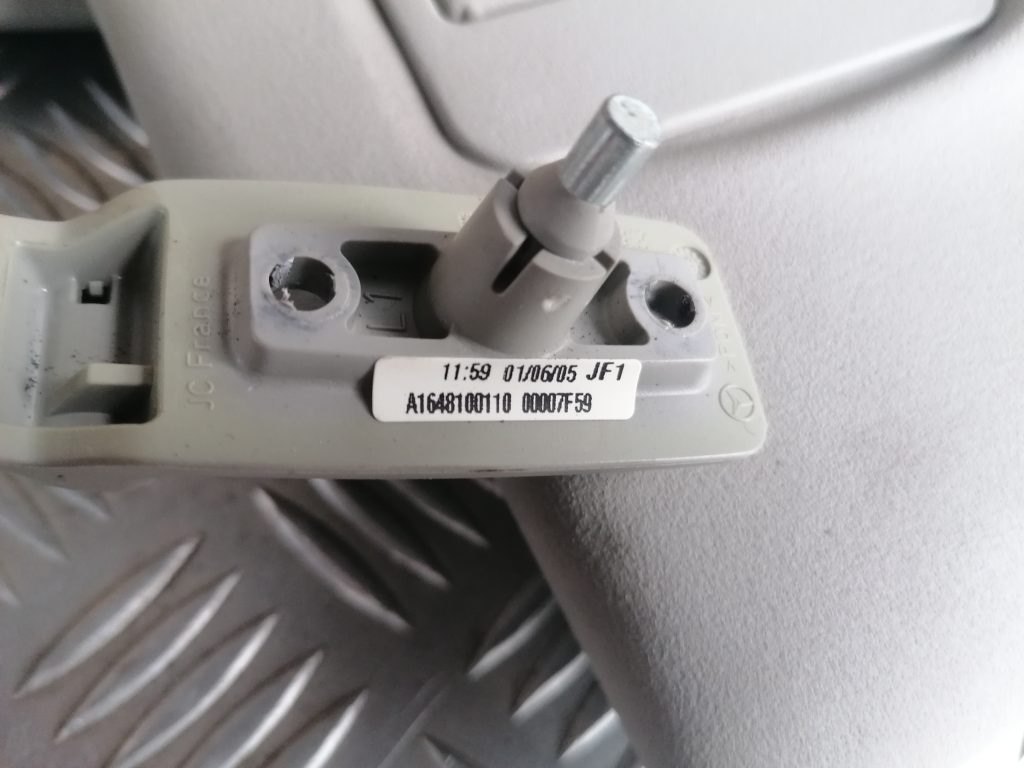 JC France
L1
11:59 01/06/05 JF1
A1648100110 00007F59